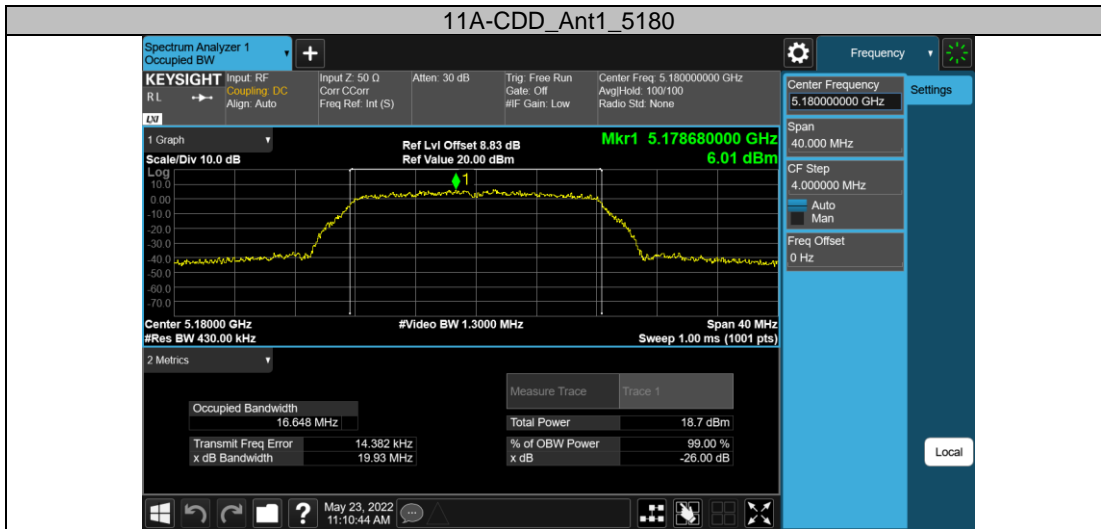 11A-CDD_Ant1_5180
Spectrum Analyzer 1
Occupied BW
+
Frequency
KEYSIGHT
RL
LXI
Input: RF
Coupling: DC
Align: Auto
Input Z: 50 Ω
Corr CCorr
Freq Ref: Int (S)
Atten: 30 dB
Trig: Free Run
Gate: Off
#IF Gain: Low
Center Freq: 5.180000000 GHz
Avg|Hold: 100/100
Radio Std: None
Center Frequency
5.180000000 GHz
Settings
Span
40.000 MHz
CF Step
4.000000 MHz
Auto
Man
Freq Offset
0 Hz
Local
1 Graph
Scale/Div 10.0 dB
Ref Lvl Offset 8.83 dB
Ref Value 20.00 dBm
Mkr1 5.178680000 GHz
6.01 dBm
Log
10.0
0.00
-10.0
-20.0
-30.0
-40.0
-50.0
-60.0
-70.0
1
Center 5.18000 GHz
#Res BW 430.00 kHz
#Video BW 1.3000 MHz
Span 40 MHz
Sweep 1.00 ms (1001 pts)
2 Metrics
Measure Trace Trace 1
Occupied Bandwidth
16.648 MHz
Total Power 18.7 dBm
Transmit Freq Error 14.382 kHz
% of OBW Power 99.00 %
x dB Bandwidth 19.93 MHz
x dB -26.00 dB
?
May 23, 2022
11:10:44 AM